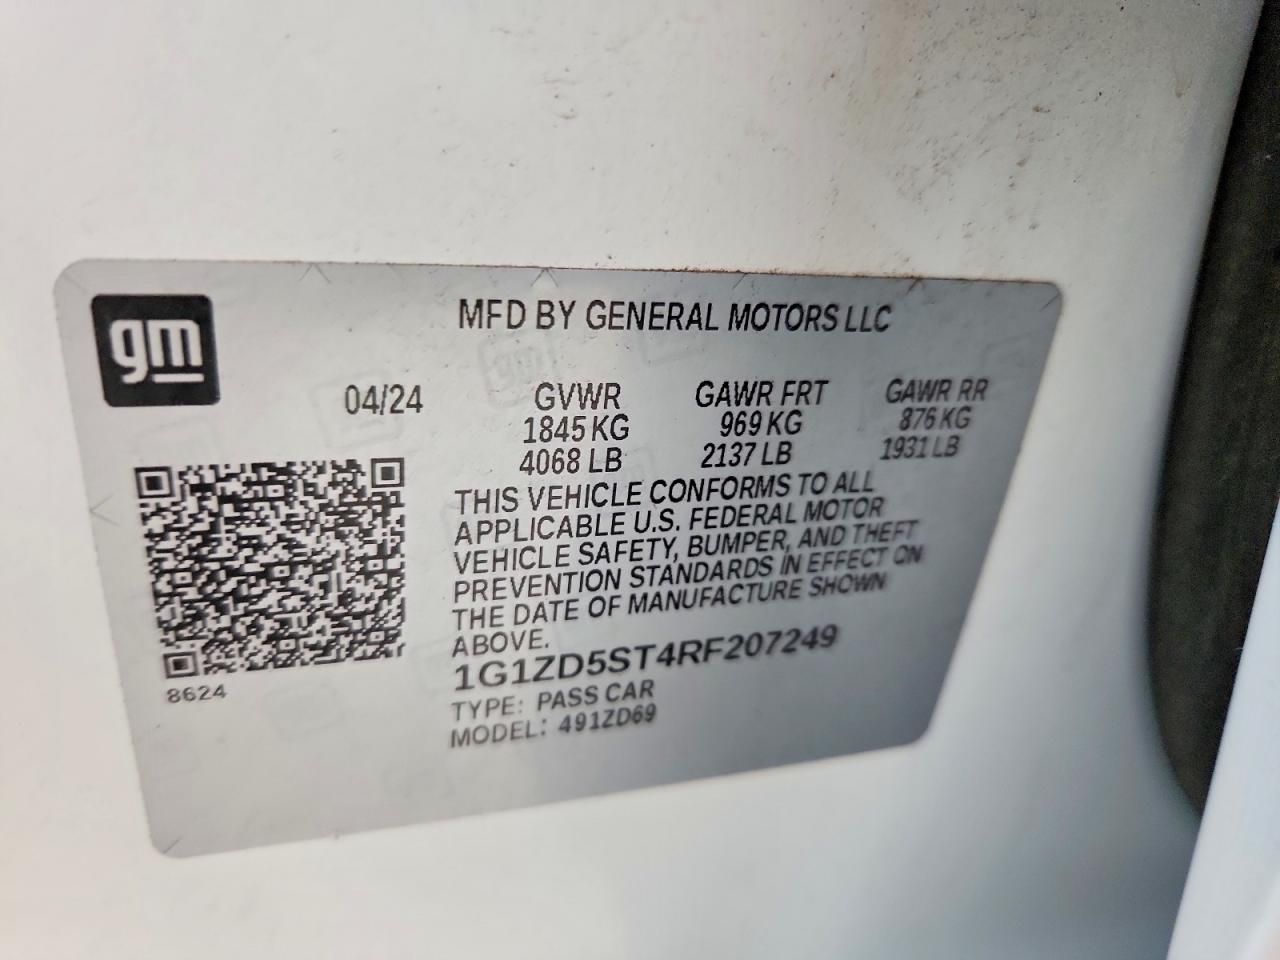 gm
MFD BY GENERAL MOTORS LLC
04/24 GVWR GAWR FRT GAWR RR
1845 KG 969 KG 876 KG
4068 LB 2137 LB 1931 LB
THIS VEHICLE CONFORMS TO ALL
APPLICABLE U.S. FEDERAL MOTOR
VEHICLE SAFETY, BUMPER, AND THEFT
PREVENTION STANDARDS IN EFFECT ON
THE DATE OF MANUFACTURE SHOWN
ABOVE.
8624
1G1ZD5ST4RF207249
TYPE: PASS CAR
MODEL: 491ZD69